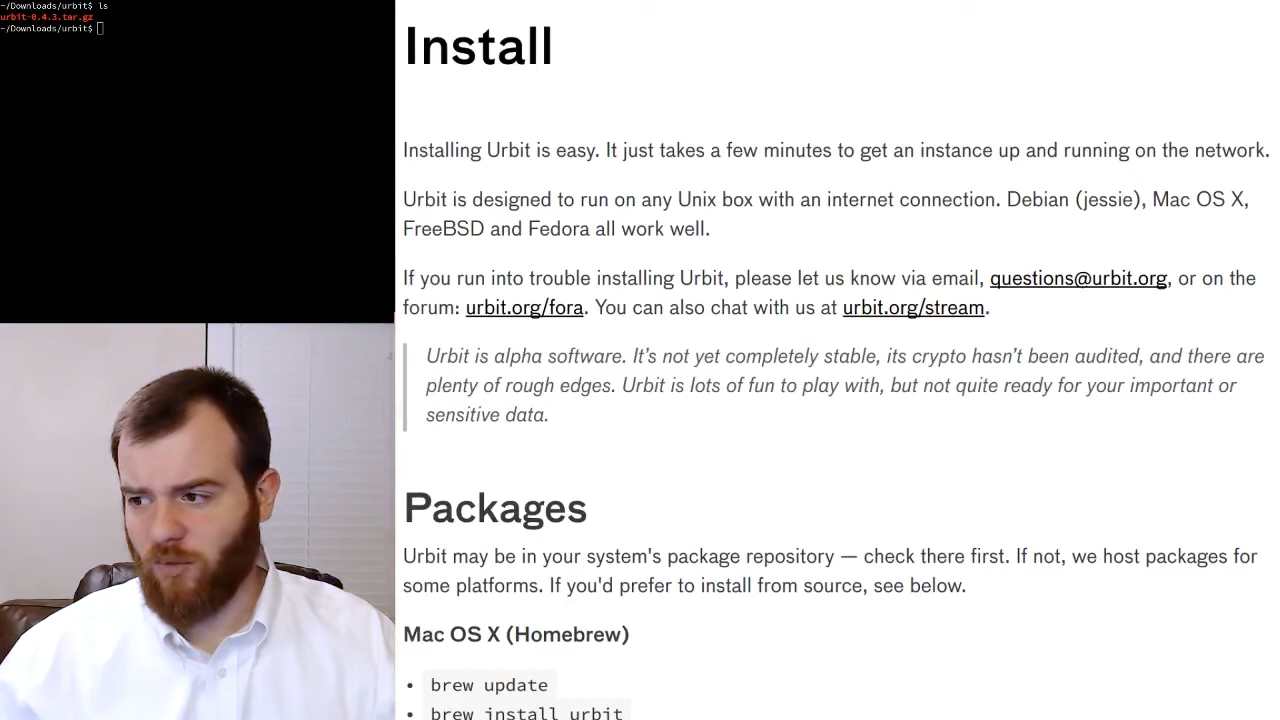 ~/Downloads/urbit$ ls
urbit-0.4.3.tar.gz
~/Downloads/urbit$
Install
Installing Urbit is easy. It just takes a few minutes to get an instance up and running on the network.
Urbit is designed to run on any Unix box with an internet connection. Debian (jessie), Mac OS X,
FreeBSD and Fedora all work well.
If you run into trouble installing Urbit, please let us know via email, questions@urbit.org, or on the
forum: urbit.org/fora. You can also chat with us at urbit.org/stream.
Urbit is alpha software. It’s not yet completely stable, its crypto hasn’t been audited, and there are
plenty of rough edges. Urbit is lots of fun to play with, but not quite ready for your important or
sensitive data.
Packages
Urbit may be in your system's package repository — check there first. If not, we host packages for
some platforms. If you'd prefer to install from source, see below.
Mac OS X (Homebrew)
• brew update
• brew install urbit